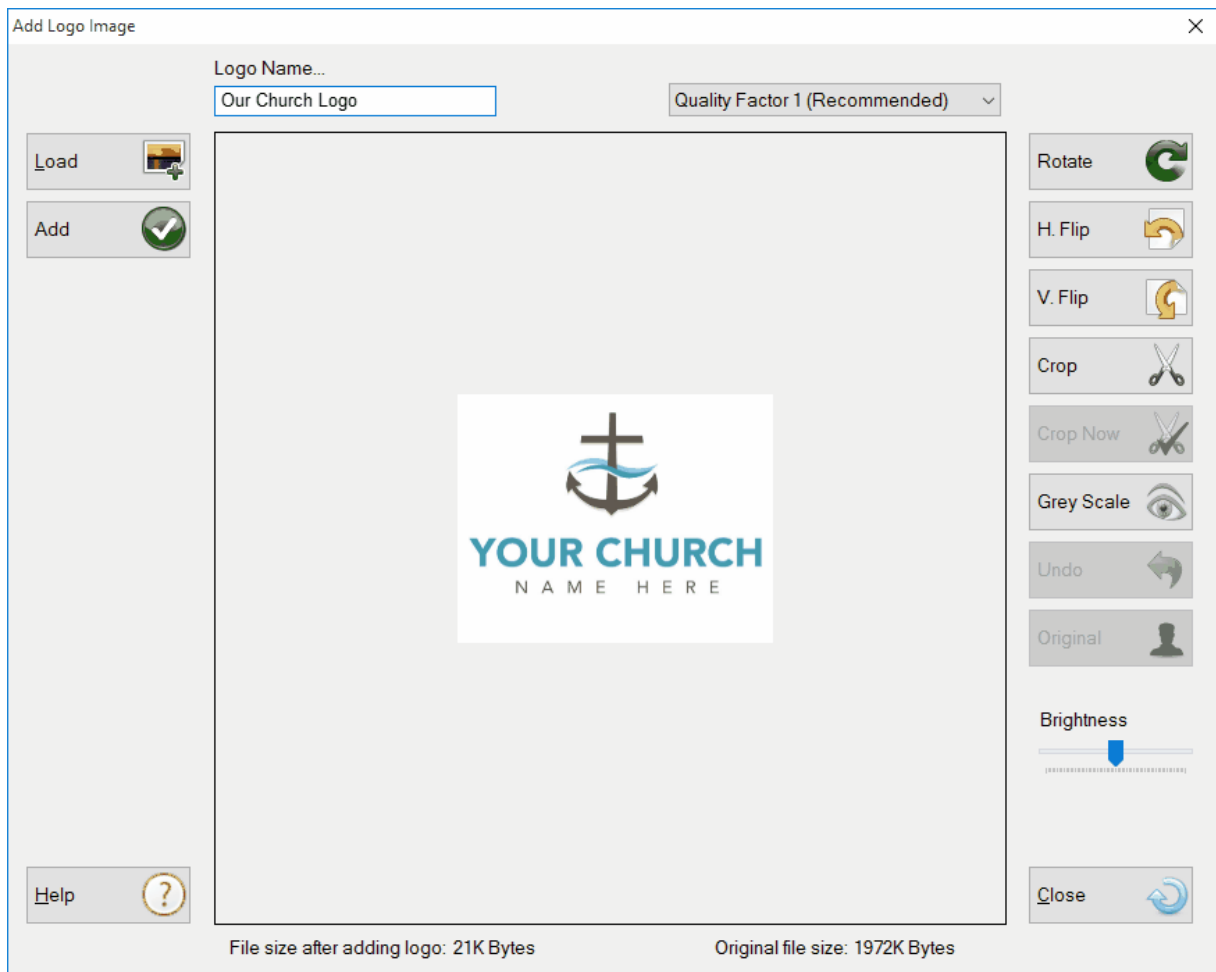 Add Logo Image
Logo Name...
Our Church Logo
Quality Factor 1 (Recommended)
Load
Add
YOUR CHURCH
NAME HERE
Rotate
H. Flip
V. Flip
Crop
Crop Now
Grey Scale
Undo
Original
Brightness
Help
?
Close
File size after adding logo: 21K Bytes
Original file size: 1972K Bytes